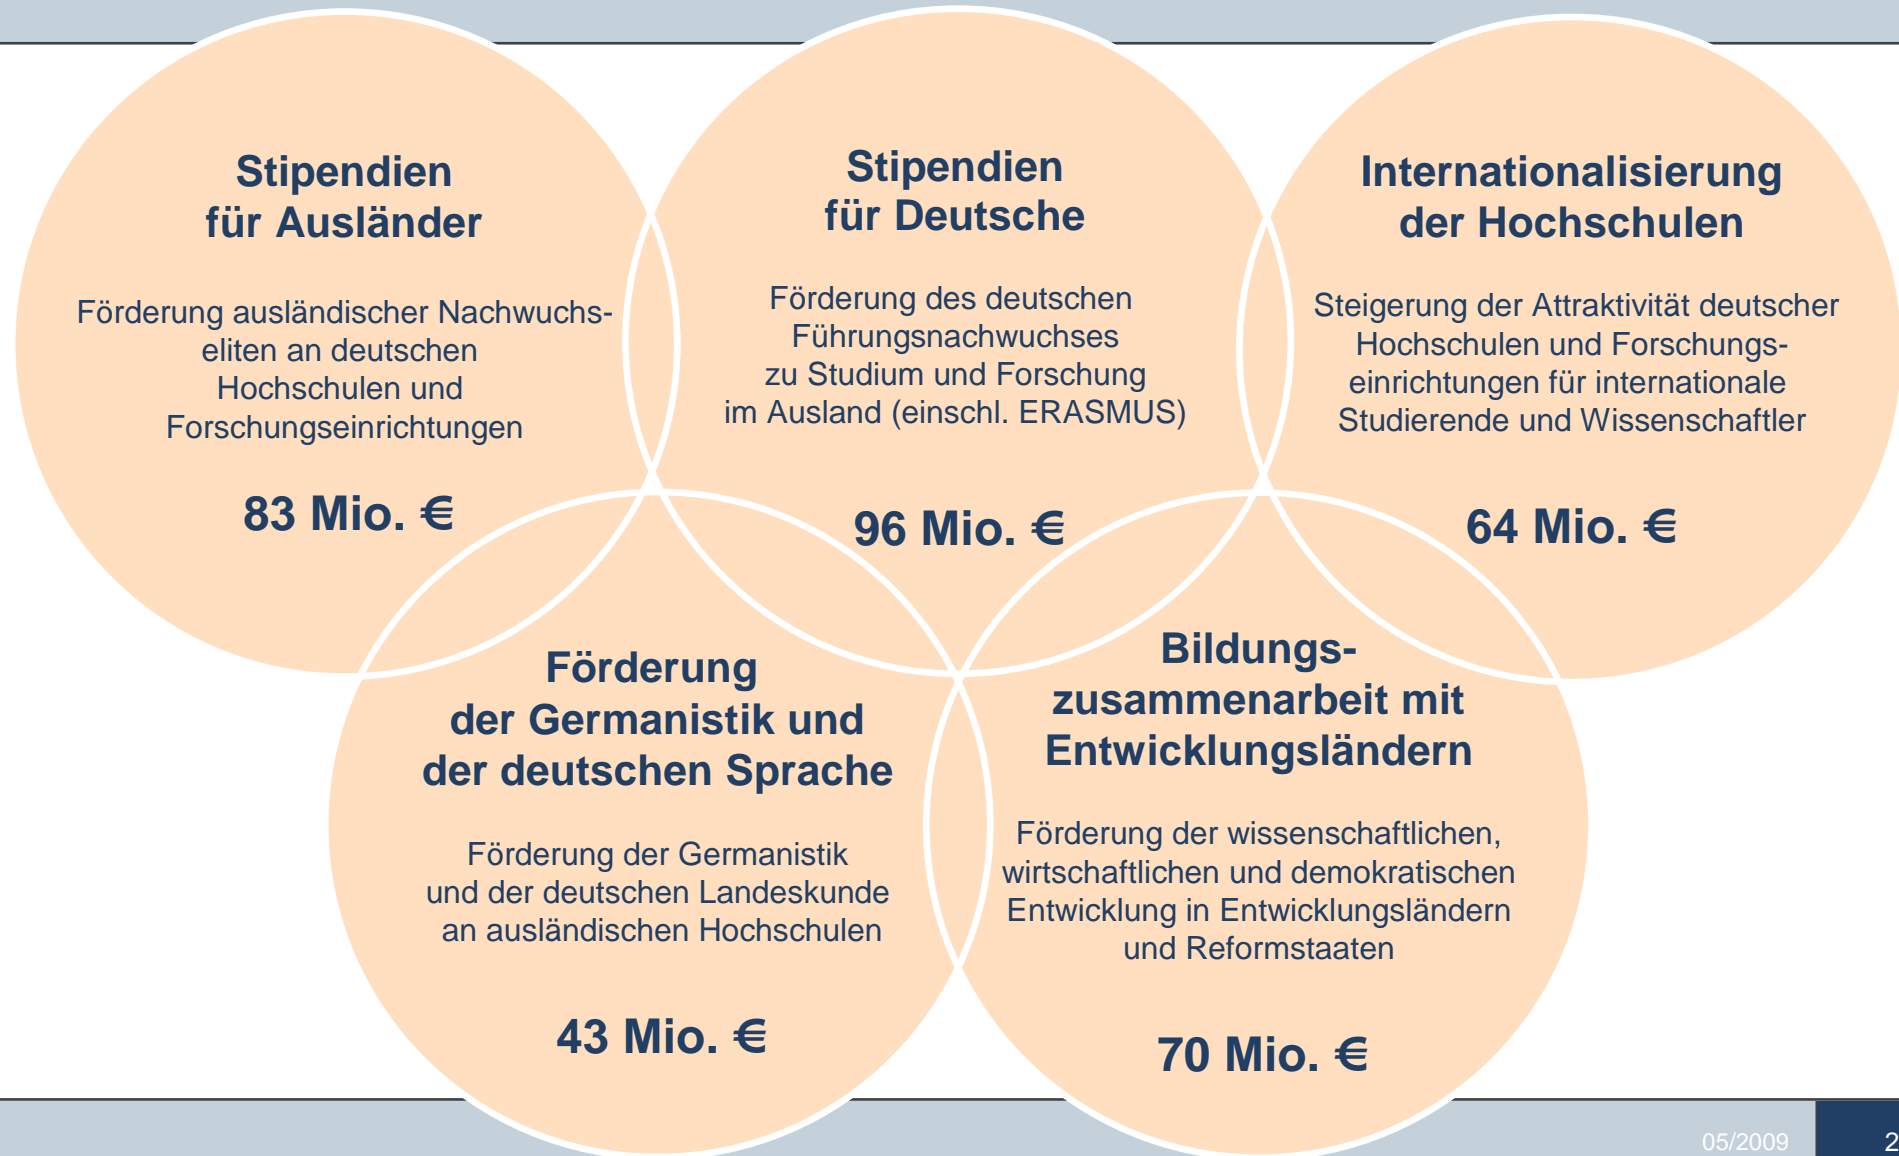 Stipendien
für Ausländer
Förderung ausländischer Nachwuchs-
eliten an deutschen
Hochschulen und
Forschungseinrichtungen
83 Mio. €
Stipendien
für Deutsche
Förderung des deutschen
Führungsnachwuchses
zu Studium und Forschung
im Ausland (einschl. ERASMUS)
96 Mio. €
Internationalisierung
der Hochschulen
Steigerung der Attraktivität deutscher
Hochschulen und Forschungs-
einrichtungen für internationale
Studierende und Wissenschaftler
64 Mio. €
Förderung
der Germanistik und
der deutschen Sprache
Förderung der Germanistik
und der deutschen Landeskunde
an ausländischen Hochschulen
43 Mio. €
Bildungs-
zusammenarbeit mit
Entwicklungsländern
Förderung der wissenschaftlichen,
wirtschaftlichen und demokratischen
Entwicklung in Entwicklungsländern
und Reformstaaten
70 Mio. €
05/2009
2